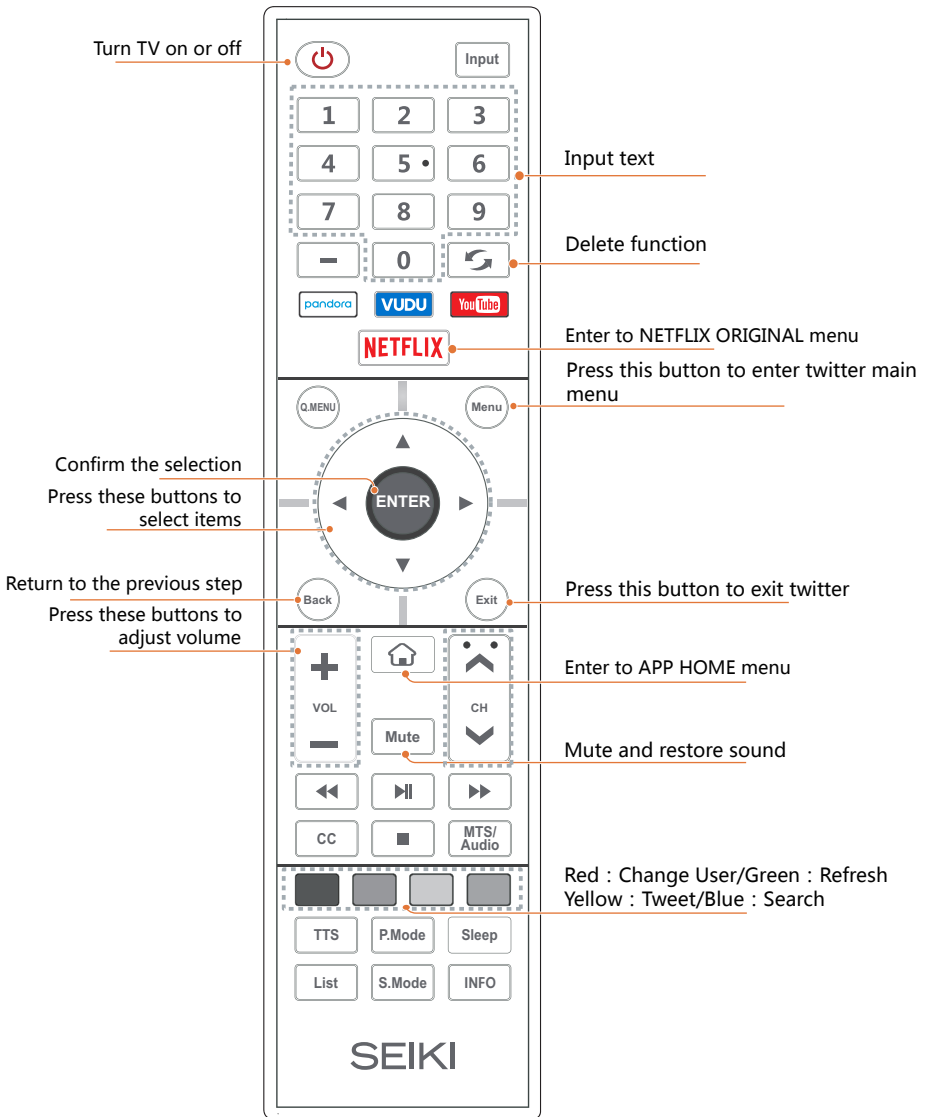 Turn TV on or off
Input
1 2 3
4 5 6
Input text
7 8 9
Delete function
0
pandora VUDU YouTube
NETFLIX
Enter to NETFLIX ORIGINAL menu
Press this button to enter twitter main
menu
Q.MENU Menu
Confirm the selection
Press these buttons to
select items
ENTER
Return to the previous step
Back Exit
Press this button to exit twitter
Press these buttons to
adjust volume
Enter to APP HOME menu
VOL CH
Mute
Mute and restore sound
CC MTS/
Audio
Red : Change User/Green : Refresh
Yellow : Tweet/Blue : Search
TTS P.Mode Sleep
List S.Mode INFO
SEIKI